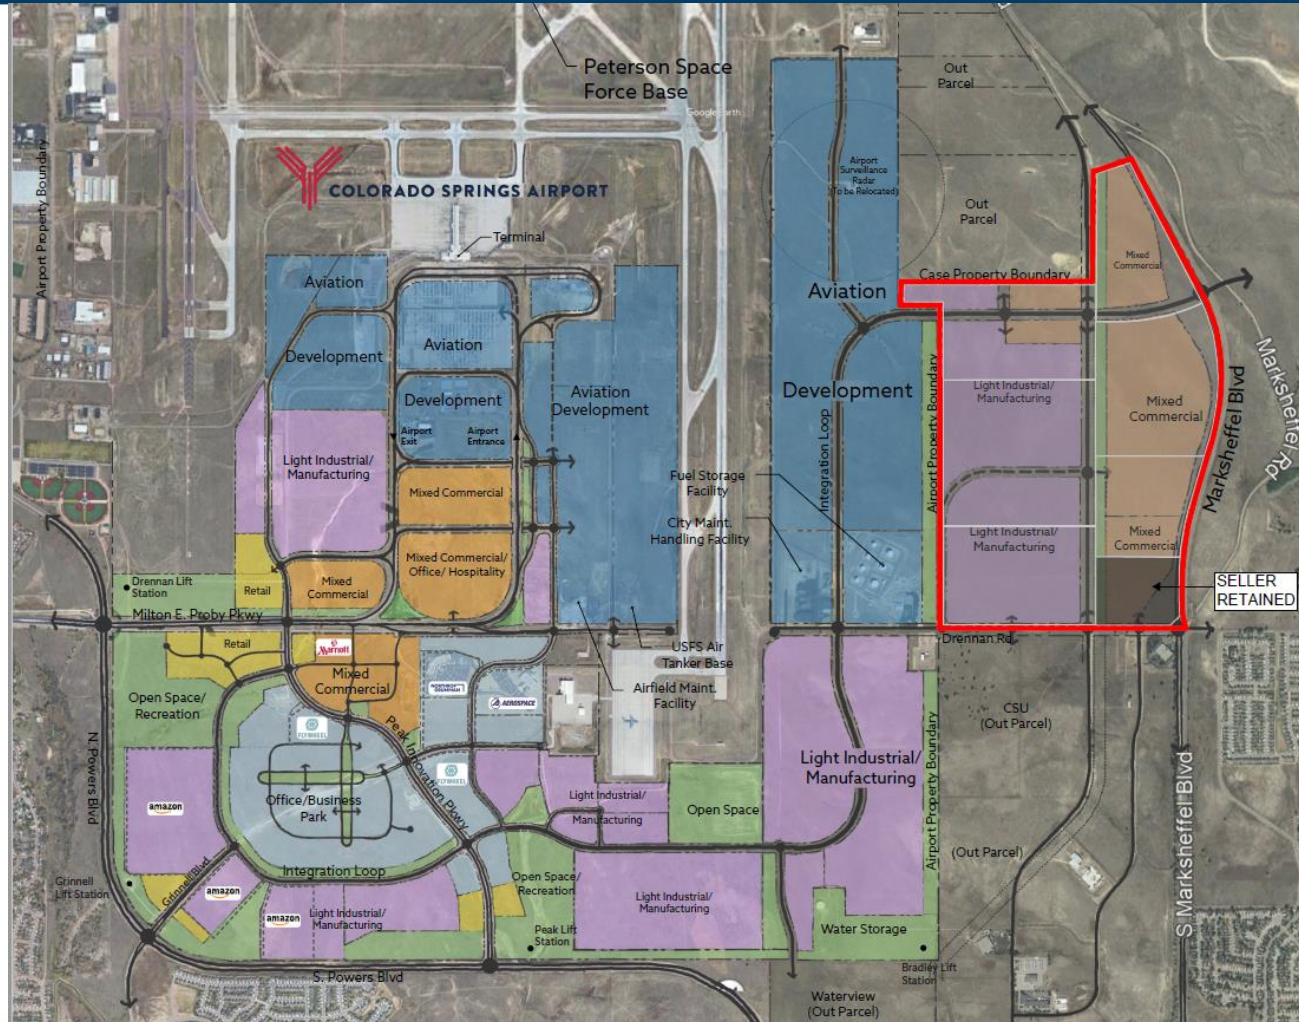 Peterson Space
Force Base
Google Earth
Out
Parcel
Airport Property Boundary
COLORADO SPRINGS AIRPORT
Airport
Surveillance
Radar
(To be Relocated)
Out
Parcel
Terminal
Mixed
Commercial
Case Property Boundary
Aviation
Aviation
Development
Aviation
Development
Aviation
Development
Development
Airport
Exit
Airport
Entrance
Integration Loop
Airport Property Boundary
Light Industrial/
Manufacturing
Mixed
Commercial
Marksheffel Blvd
Marksheffel Rd
Light Industrial/
Manufacturing
Mixed Commercial
Fuel Storage
Facility
City Maint.
Handling Facility
Light Industrial/
Manufacturing
Mixed
Commercial
Mixed Commercial/
Office/ Hospitality
Drennan Lift
Station
Retail
Mixed
Commercial
SELLER
RETAINED
Milton E. Proby Pkwy
Retail
Marriott
Mixed
Commercial
USFS Air
Tanker Base
Drennan Rd
Airfield Maint.
Facility
NORTHROP
GRUMMAN
AEROSPACE
Open Space/
Recreation
FLYWHEEL
Peak Innovation Pkwy
CSU
(Out Parcel)
N. Powers Blvd
FLYWHEEL
Light Industrial/
Manufacturing
Airport Property Boundary
S Marksheffel Blvd
amazon
Office/Business
Park
Light Industrial/
Manufacturing
Open Space
(Out Parcel)
Integration Loop
Grinnell
Lift Station
Grinnell Blvd
amazon
Open Space/
Recreation
Light Industrial/
Manufacturing
amazon
Light Industrial/
Manufacturing
Peak Lift
Station
Water Storage
S. Powers Blvd
Bradley Lift
Station
Waterview
(Out Parcel)